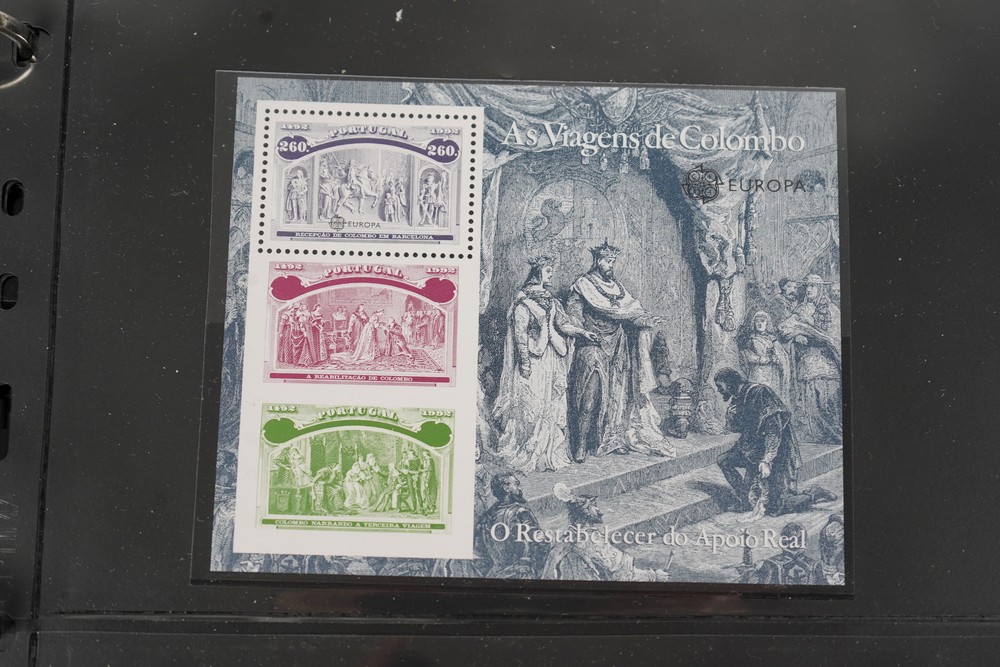 As Viagens de Colombo
EUROPA
1492 PORTUGAL 1992
260. 260.
EUROPA
RECEPÇÃO DE COLOMBO EM BARCELONA
1492 PORTUGAL 1992
A REABILITAÇÃO DE COLOMBO
1492 PORTUGAL 1992
COLOMBO NARRANDO A TERCEIRA VIAGEM
O Restabelecer do Apoio Real